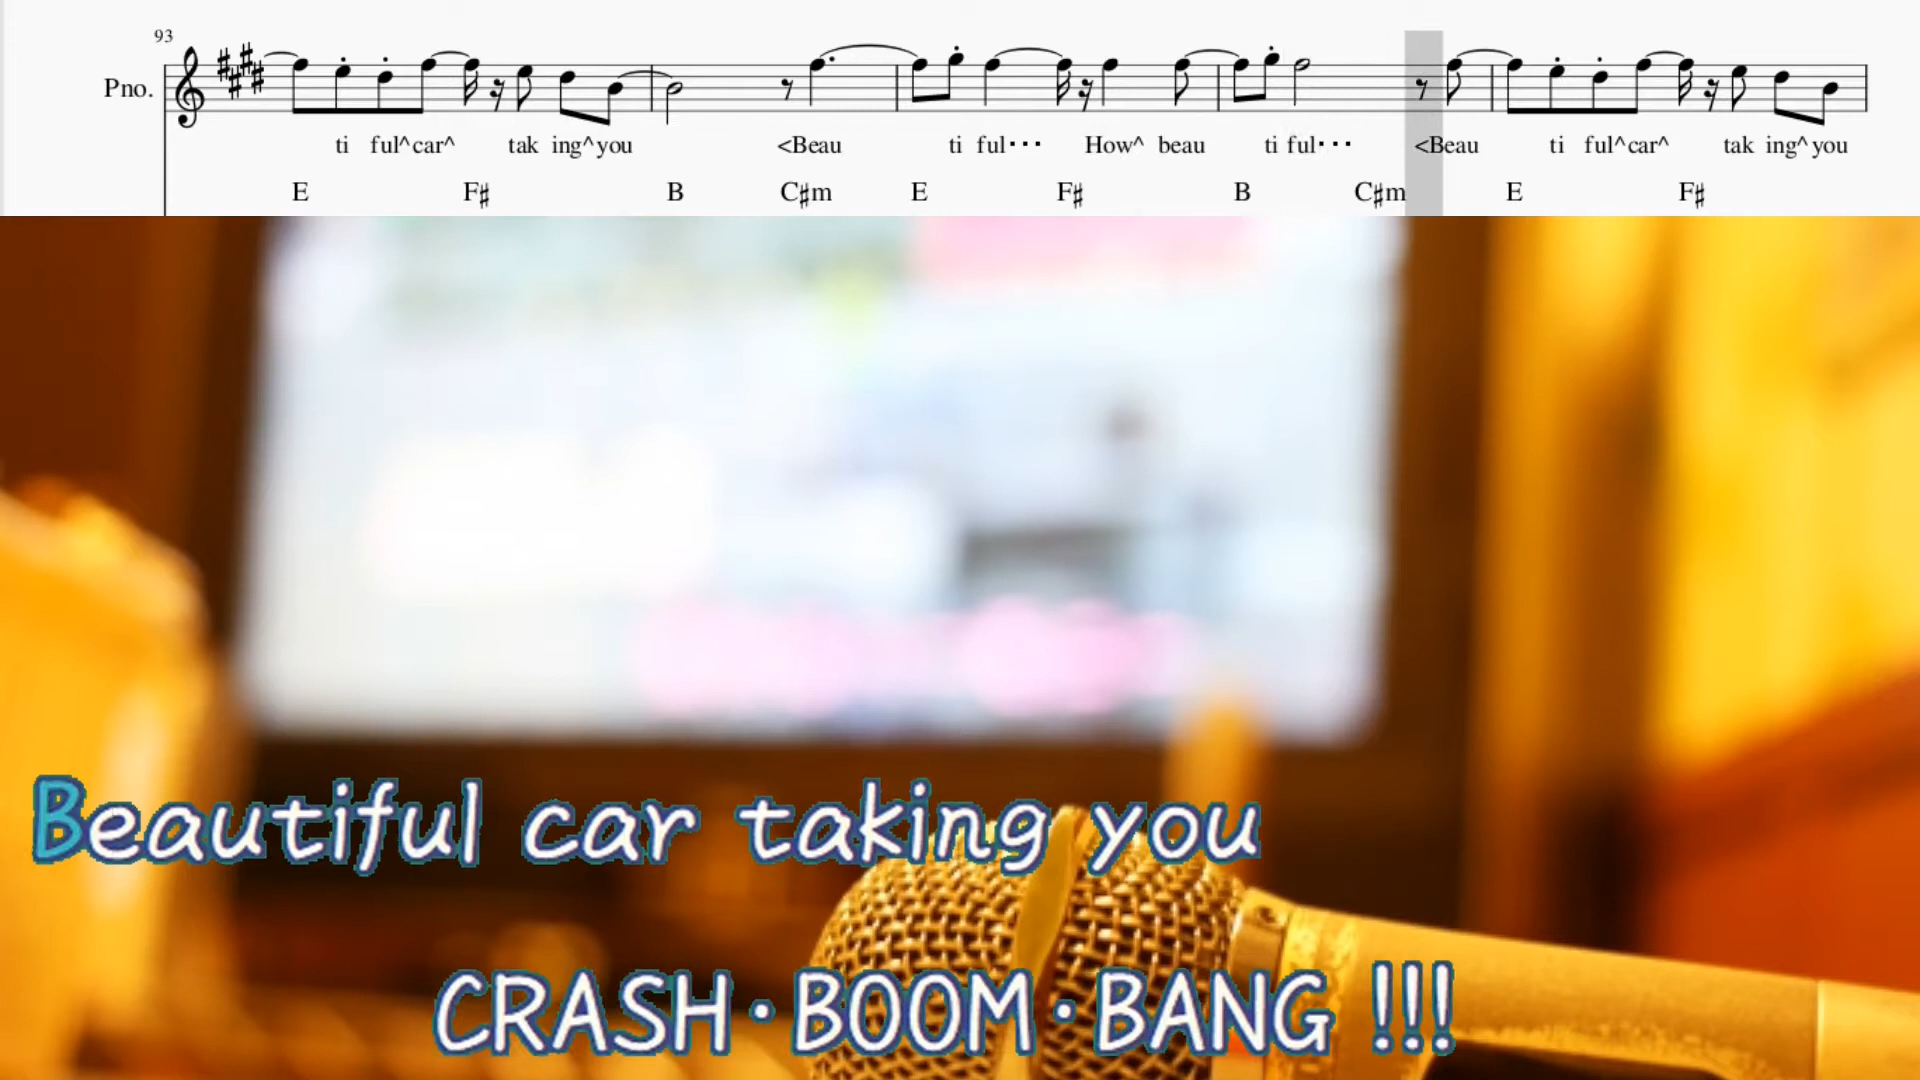 93
Pno.
ti ful^car^ tak ing^you <Beau ti ful··· How^ beau ti ful··· <Beau ti ful^car^ tak ing^you
E F♯ B C♯m E F♯ B C♯m E F♯
Beautiful car taking you
CRASH·BOOM·BANG !!!